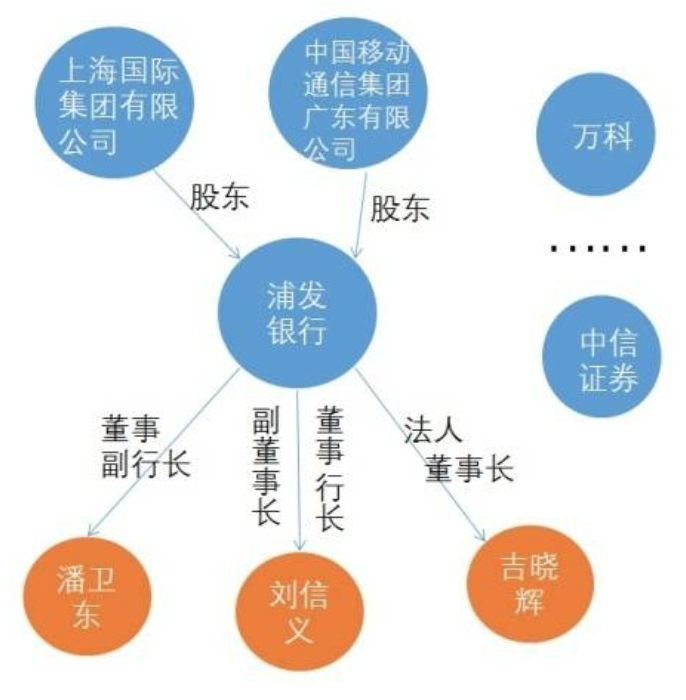 上海国际
集团有限
公司
中国移动
通信集团
广东有限
公司
万科
股东
股东
······
浦发
银行
中信
证券
董事
副行长
副董事长
董事行长
法人
董事长
潘卫
东
刘信
义
吉晓
辉